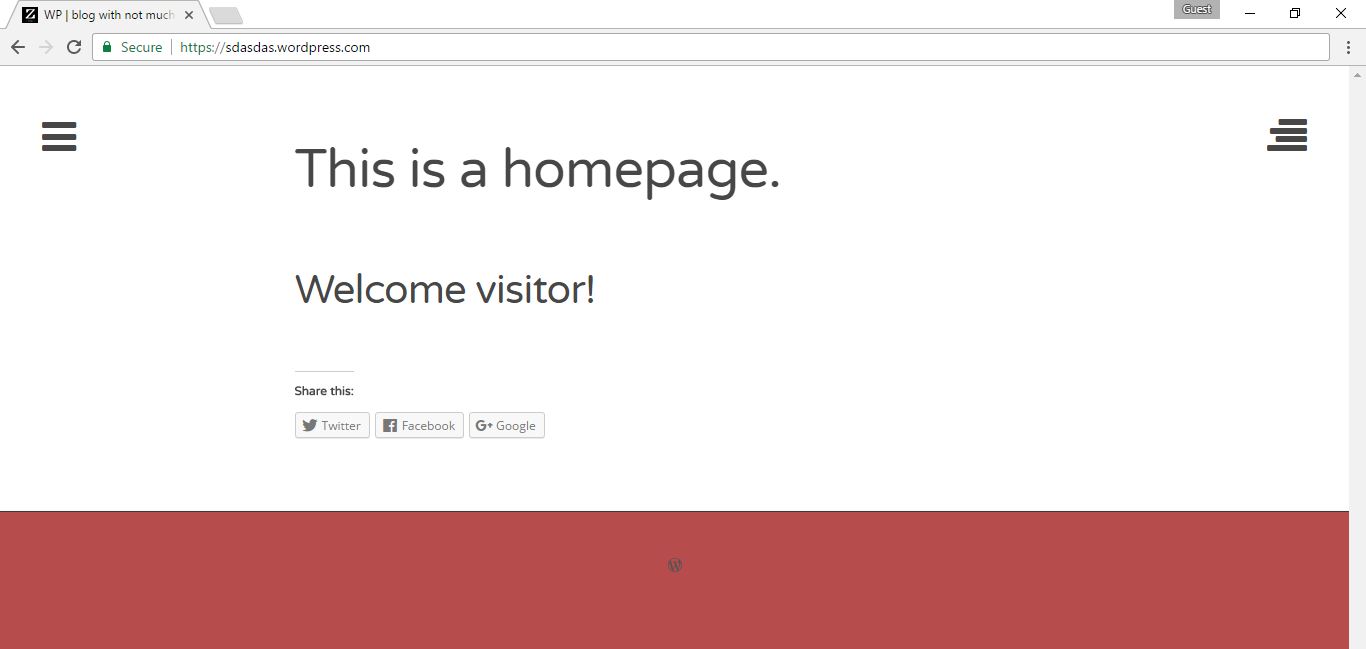 WP | blog with not much
Guest
Secure https://sdasdas.wordpress.com
This is a homepage.
Welcome visitor!
Share this:
Twitter Facebook Google